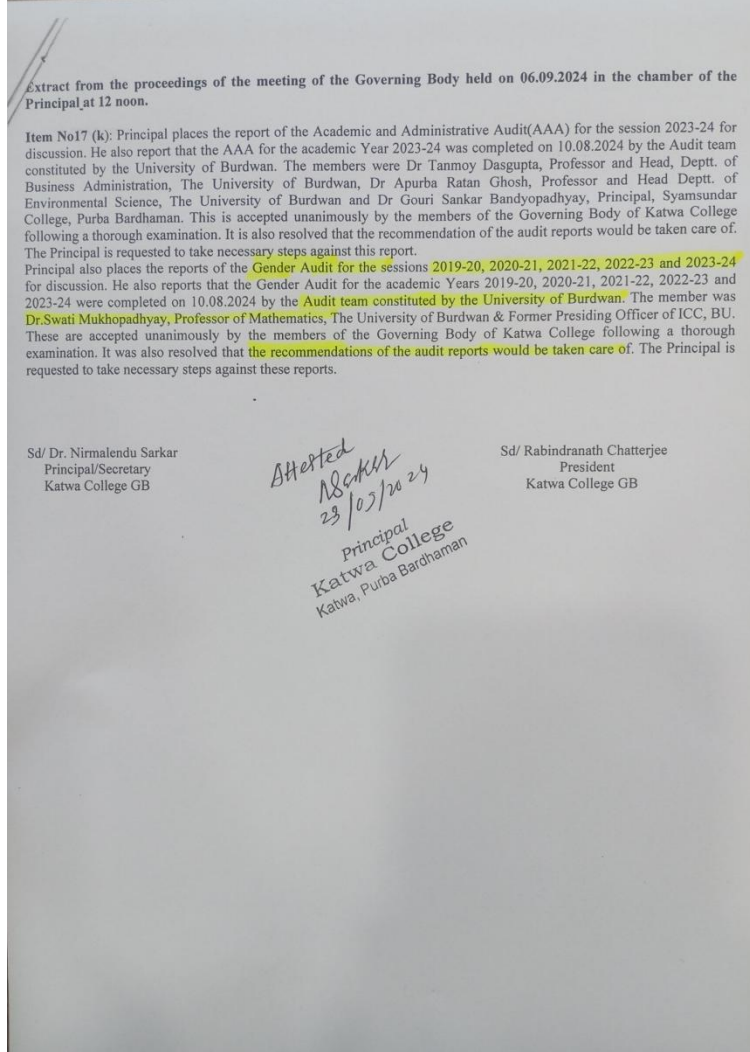 Extract from the proceedings of the meeting of the Governing Body held on 06.09.2024 in the chamber of the
Principal at 12 noon.
Item No17 (k): Principal places the report of the Academic and Administrative Audit(AAA) for the session 2023-24 for
discussion. He also report that the AAA for the academic Year 2023-24 was completed on 10.08.2024 by the Audit team
constituted by the University of Burdwan. The members were Dr Tanmoy Dasgupta, Professor and Head, Deptt. of
Business Administration, The University of Burdwan, Dr Apurba Ratan Ghosh, Professor and Head Deptt. of
Environmental Science, The University of Burdwan and Dr Gouri Sankar Bandyopadhyay, Principal, Syamsundar
College, Purba Bardhaman. This is accepted unanimously by the members of the Governing Body of Katwa College
following a thorough examination. It is also resolved that the recommendation of the audit reports would be taken care of.
The Principal is requested to take necessary steps against this report.
Principal also places the reports of the Gender Audit for the sessions 2019-20, 2020-21, 2021-22, 2022-23 and 2023-24
for discussion. He also reports that the Gender Audit for the academic Years 2019-20, 2020-21, 2021-22, 2022-23 and
2023-24 were completed on 10.08.2024 by the Audit team constituted by the University of Burdwan. The member was
Dr.Swati Mukhopadhyay, Professor of Mathematics, The University of Burdwan & Former Presiding Officer of ICC, BU.
These are accepted unanimously by the members of the Governing Body of Katwa College following a thorough
examination. It was also resolved that the recommendations of the audit reports would be taken care of. The Principal is
requested to take necessary steps against these reports.
Sd/ Dr. Nirmalendu Sarkar
Principal/Secretary
Katwa College GB
Attested
NSarkar
23/09/2024
Principal
Katwa College
Katwa, Purba Bardhaman
Sd/ Rabindranath Chatterjee
President
Katwa College GB